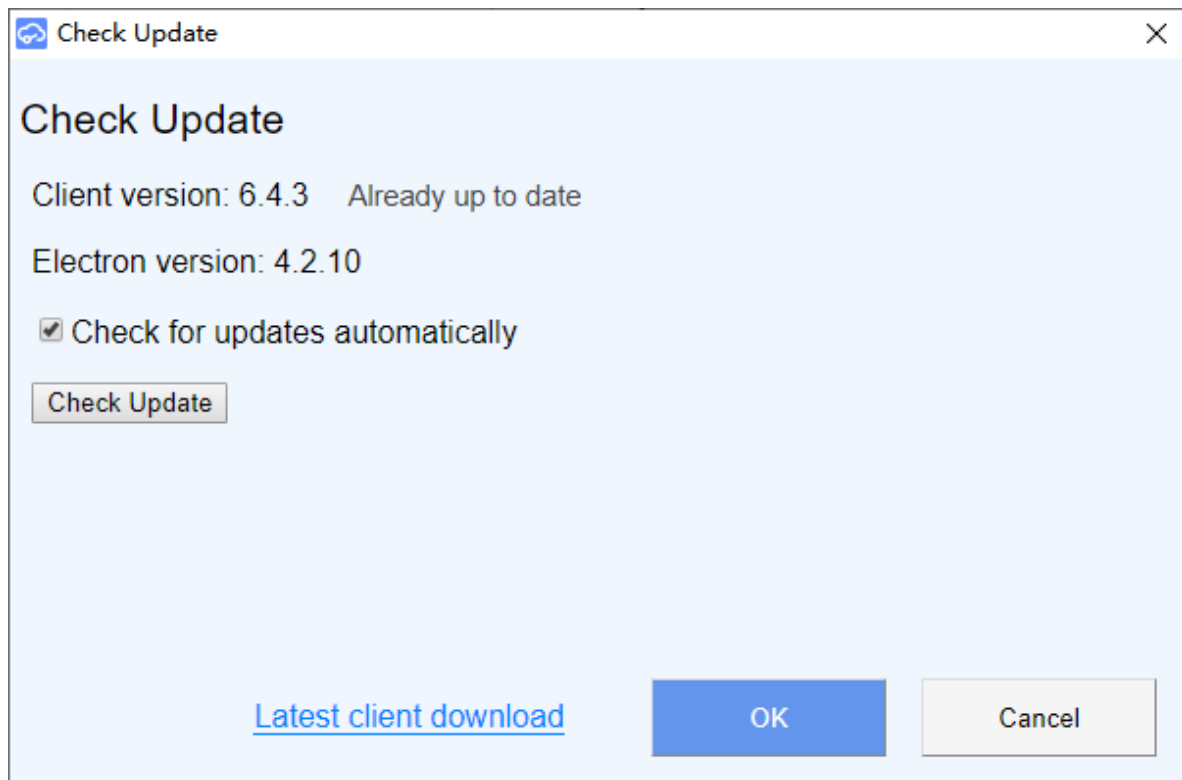 Check Update
Check Update
Client version: 6.4.3 Already up to date
Electron version: 4.2.10
Check for updates automatically
Check Update
Latest client download OK Cancel